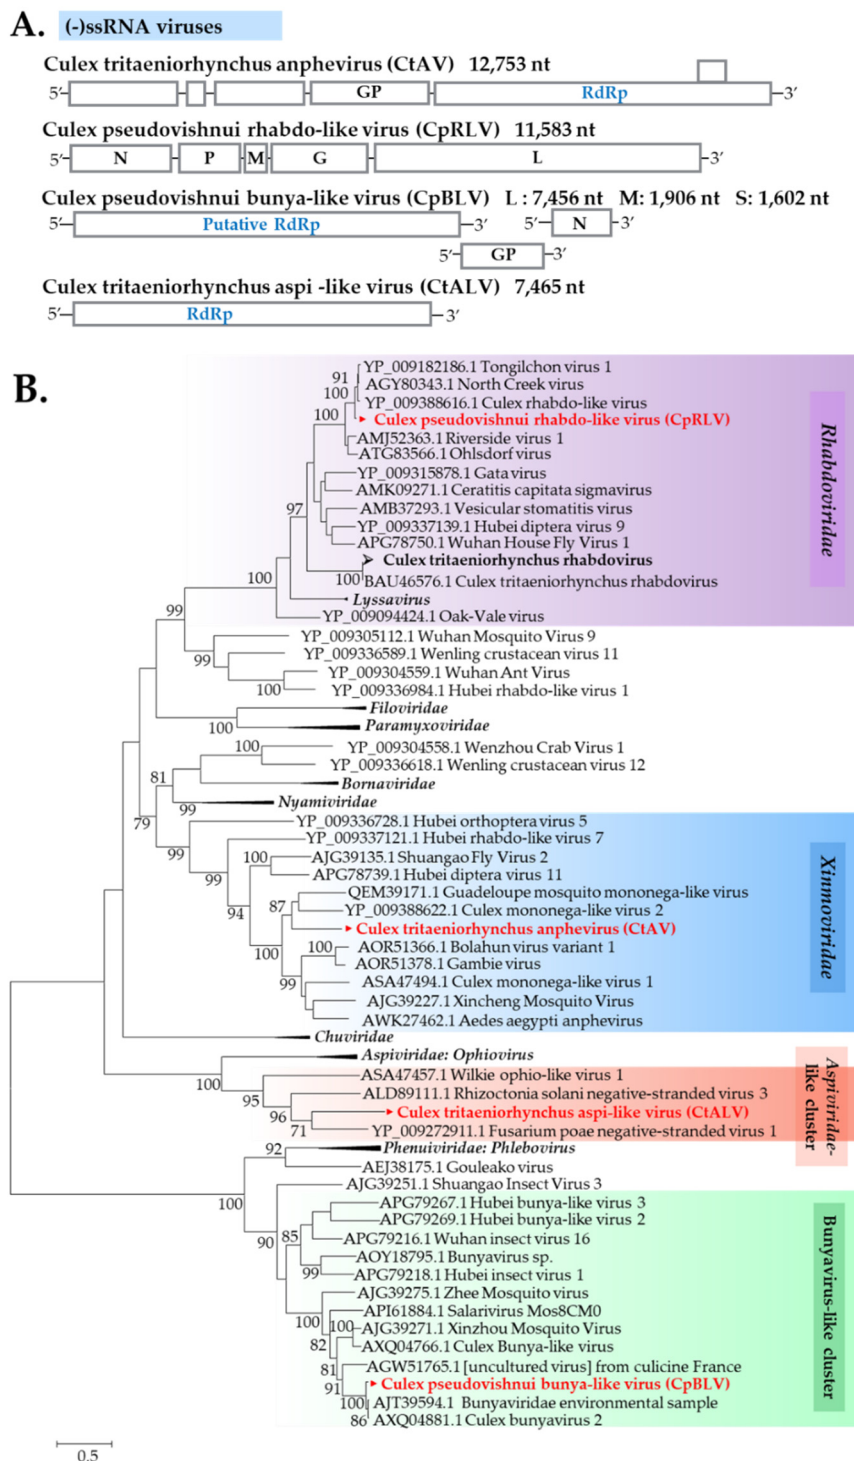 A. (-)ssRNA viruses
Culex tritaeniorhynchus anphevirus (CtAV) 12,753 nt
5′ GP RdRp 3′
Culex pseudovishnui rhabdo-like virus (CpRLV) 11,583 nt
5′ N P M G L 3′
Culex pseudovishnui bunya-like virus (CpBLV) L : 7,456 nt M: 1,906 nt S: 1,602 nt
5′ Putative RdRp 3′ 5′ N 3′
5′ GP 3′
Culex tritaeniorhynchus aspi -like virus (CtALV) 7,465 nt
5′ RdRp 3′
B.
YP_009182186.1 Tongilchon virus 1
91 AGY80343.1 North Creek virus
100 YP_009388616.1 Culex rhabdo-like virus
100 Culex pseudovishnui rhabdo-like virus (CpRLV)
AMJ52363.1 Riverside virus 1
ATG83566.1 Ohlsdorf virus
YP_009315878.1 Gata virus
AMK09271.1 Ceratitis capitata sigmavirus
97 AMB37293.1 Vesicular stomatitis virus
YP_009337139.1 Hubei diptera virus 9
APG78750.1 Wuhan House Fly Virus 1
Culex tritaeniorhynchus rhabdovirus
100 100 BAU46576.1 Culex tritaeniorhynchus rhabdovirus
Lyssavirus
99 YP_009094424.1 Oak-Vale virus
Rhabdoviridae
YP_009305112.1 Wuhan Mosquito Virus 9
99 YP_009336589.1 Wenling crustacean virus 11
YP_009304559.1 Wuhan Ant Virus
100 YP_009336984.1 Hubei rhabdo-like virus 1
Filoviridae
100 Paramyxoviridae
100 YP_009304558.1 Wenzhou Crab Virus 1
YP_009336618.1 Wenling crustacean virus 12
81 Bornaviridae
99 Nyamiviridae
79 YP_009336728.1 Hubei orthoptera virus 5
YP_009337121.1 Hubei rhabdo-like virus 7
99 100 AJG39135.1 Shuangao Fly Virus 2
99 APG78739.1 Hubei diptera virus 11
QEM39171.1 Guadeloupe mosquito mononega-like virus
94 87 YP_009388622.1 Culex mononega-like virus 2
Culex tritaeniorhynchus anphevirus (CtAV)
100 100 AOR51366.1 Bolahun virus variant 1
AOR51378.1 Gambie virus
99 ASA47494.1 Culex mononega-like virus 1
AJG39227.1 Xincheng Mosquito Virus
AWK27462.1 Aedes aegypti anphevirus
Xinmoviridae
Chuviridae
Aspiviridae: Ophiovirus
100 ASA47457.1 Wilkie ophio-like virus 1
95 ALD89111.1 Rhizoctonia solani negative-stranded virus 3
96 Culex tritaeniorhynchus aspi-like virus (CtALV)
71 YP_009272911.1 Fusarium poae negative-stranded virus 1
Aspiviridae-
like cluster
92 Phenuiviridae: Phlebovirus
AEJ38175.1 Gouleako virus
100 AJG39251.1 Shuangao Insect Virus 3
APG79267.1 Hubei bunya-like virus 3
APG79269.1 Hubei bunya-like virus 2
90 85 APG79216.1 Wuhan insect virus 16
AOY18795.1 Bunyavirus sp.
99 APG79218.1 Hubei insect virus 1
AJG39275.1 Zhee Mosquito virus
API61884.1 Salarivirus Mos8CM0
100 100 AJG39271.1 Xinzhou Mosquito Virus
82 AXQ04766.1 Culex Bunya-like virus
81 AGW51765.1 [uncultured virus] from culicine France
91 Culex pseudovishnui bunya-like virus (CpBLV)
100 AJT39594.1 Bunyaviridae environmental sample
86 AXQ04881.1 Culex bunyavirus 2
Bunyavirus-like cluster
0.5